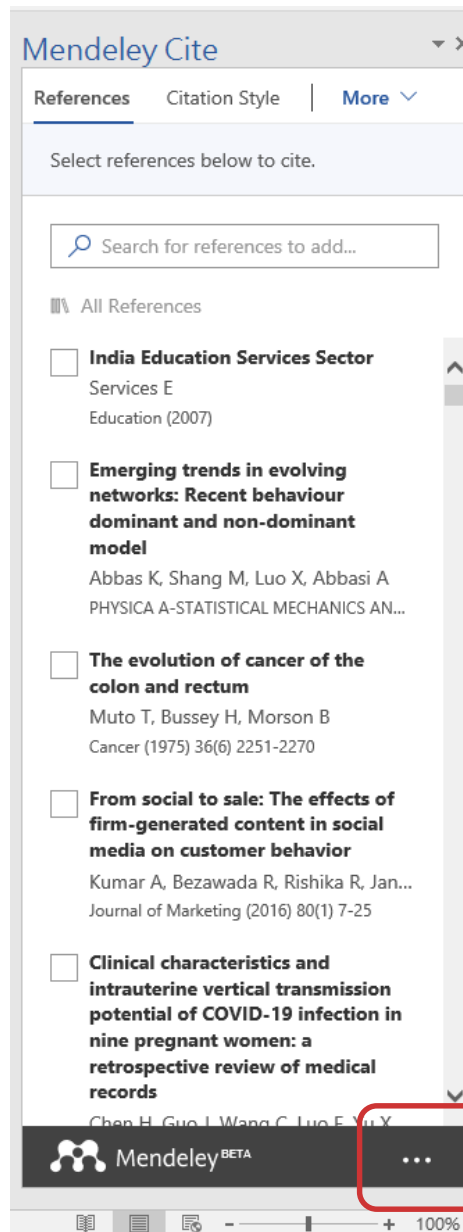 Mendeley Cite
References Citation Style More
Select references below to cite.
Search for references to add...
All References
India Education Services Sector
Services E
Education (2007)
Emerging trends in evolving
networks: Recent behaviour
dominant and non-dominant
model
Abbas K, Shang M, Luo X, Abbasi A
PHYSICA A-STATISTICAL MECHANICS AN...
The evolution of cancer of the
colon and rectum
Muto T, Bussey H, Morson B
Cancer (1975) 36(6) 2251-2270
From social to sale: The effects of
firm-generated content in social
media on customer behavior
Kumar A, Bezawada R, Rishika R, Jan...
Journal of Marketing (2016) 80(1) 7-25
Clinical characteristics and
intrauterine vertical transmission
potential of COVID-19 infection in
nine pregnant women: a
retrospective review of medical
records
Chen H, Guo J, Wang C, Luo F, Yu X
Mendeley BETA ...
- + 100%